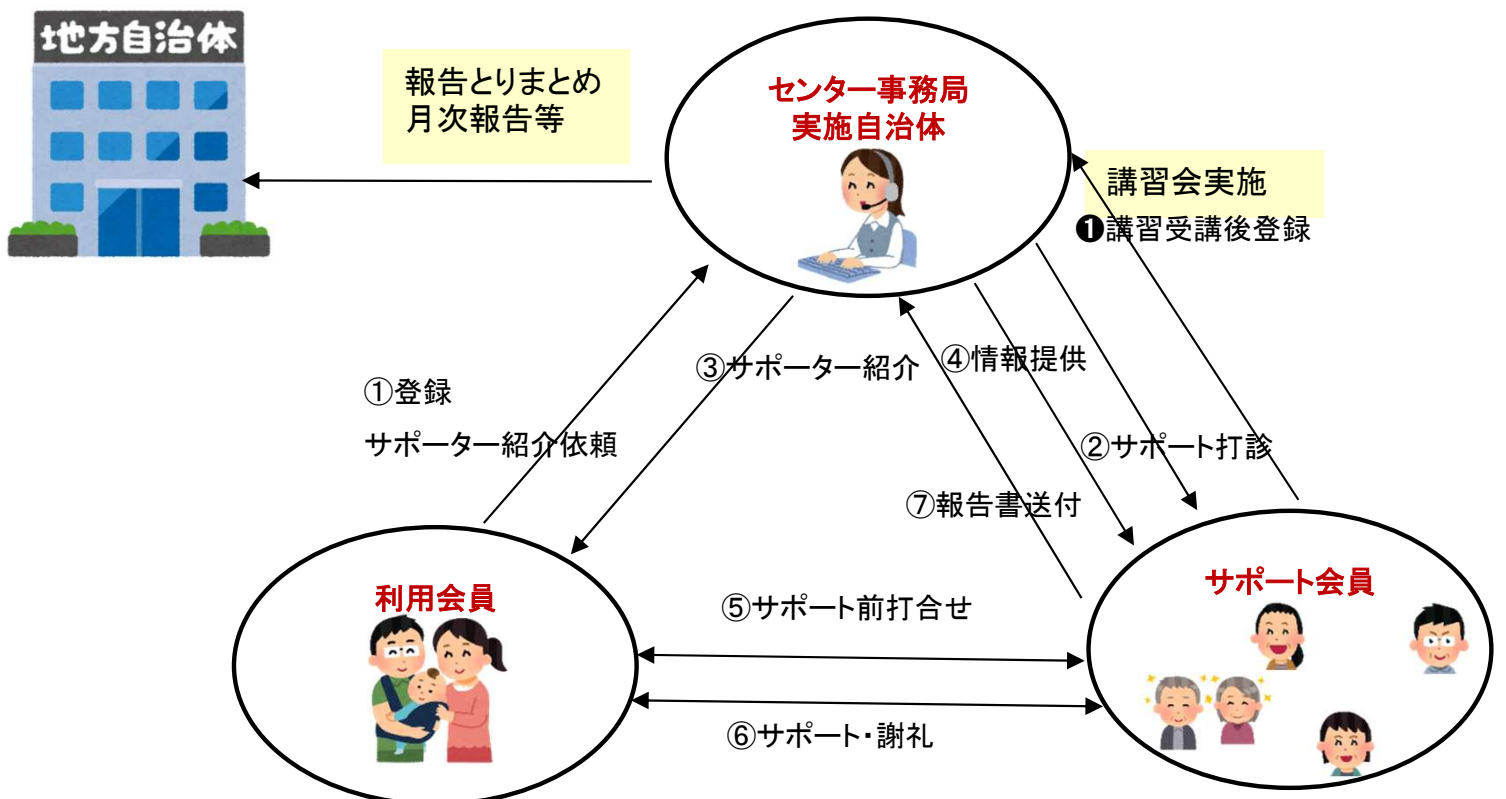 地方自治体
報告とりまとめ
月次報告等
センター事務局
実施自治体
講習会実施
❶講習受講後登録
①登録
サポーター紹介依頼
③サポーター紹介
④情報提供
②サポート打診
⑦報告書送付
利用会員
⑤サポート前打合せ
⑥サポート・謝礼
サポート会員